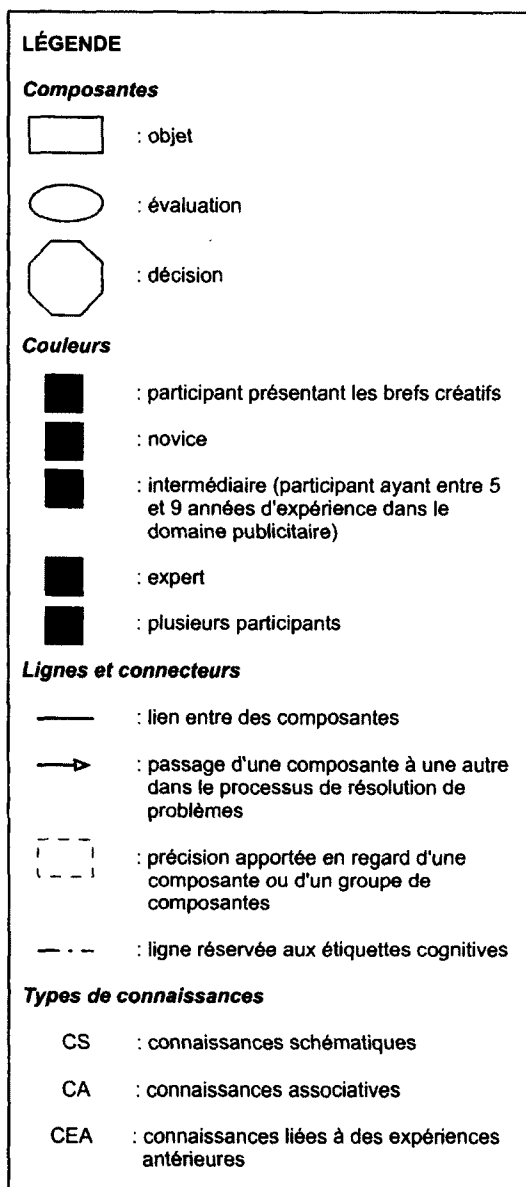 LÉGENDE
Composantes
: objet
: évaluation
: décision
Couleurs
: participant présentant les brefs créatifs
: novice
: intermédiaire (participant ayant entre 5
et 9 années d'expérience dans le
domaine publicitaire)
: expert
: plusieurs participants
Lignes et connecteurs
: lien entre des composantes
: passage d'une composante à une autre
dans le processus de résolution de
problèmes
: précision apportée en regard d'une
composante ou d'un groupe de
composantes
: ligne réservée aux étiquettes cognitives
Types de connaissances
CS : connaissances schématiques
CA : connaissances associatives
CEA : connaissances liées à des expériences
antérieures